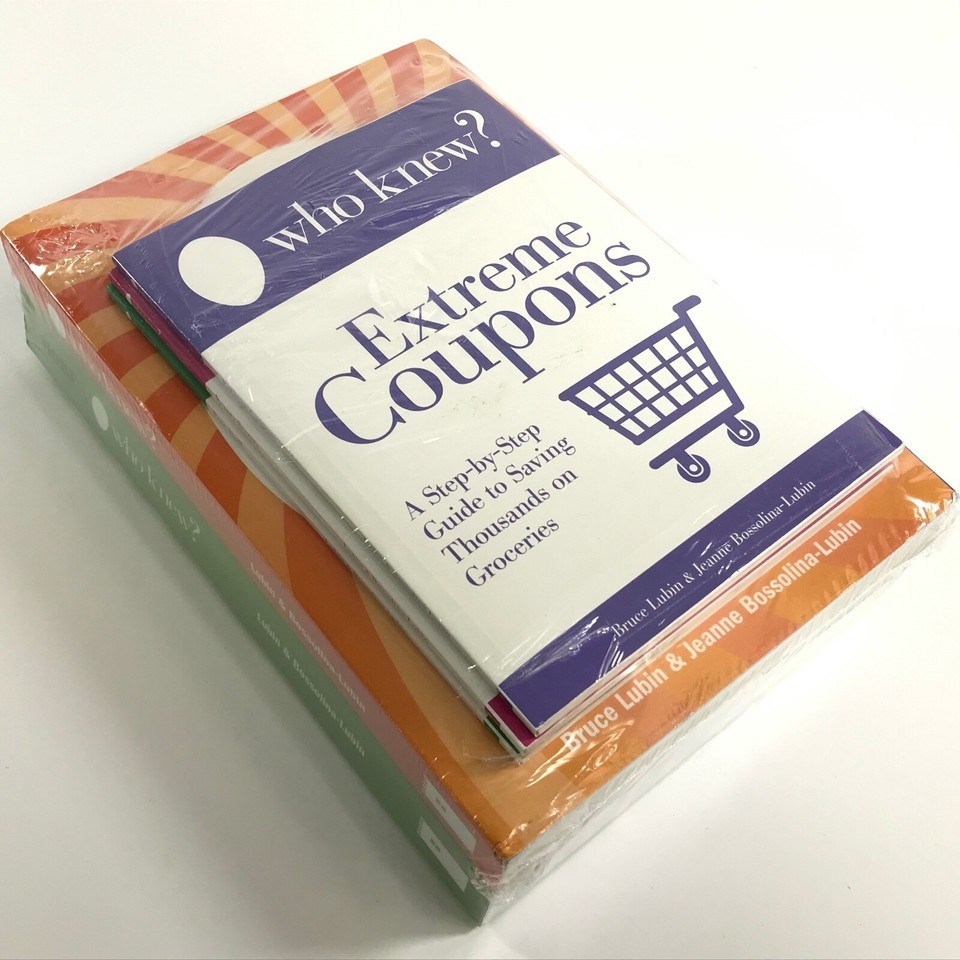 who knew?
Extreme
Coupons
A Step-by-Step
Guide to Saving
Thousands on
Groceries
Bruce Lubin & Jeanne Bossolina-Lubin
Bruce Lubin & Jeanne Bossolina-Lubin
who knew?
Lubin & Bossolina-Lubin
Lubin & Bossolina-Lubin